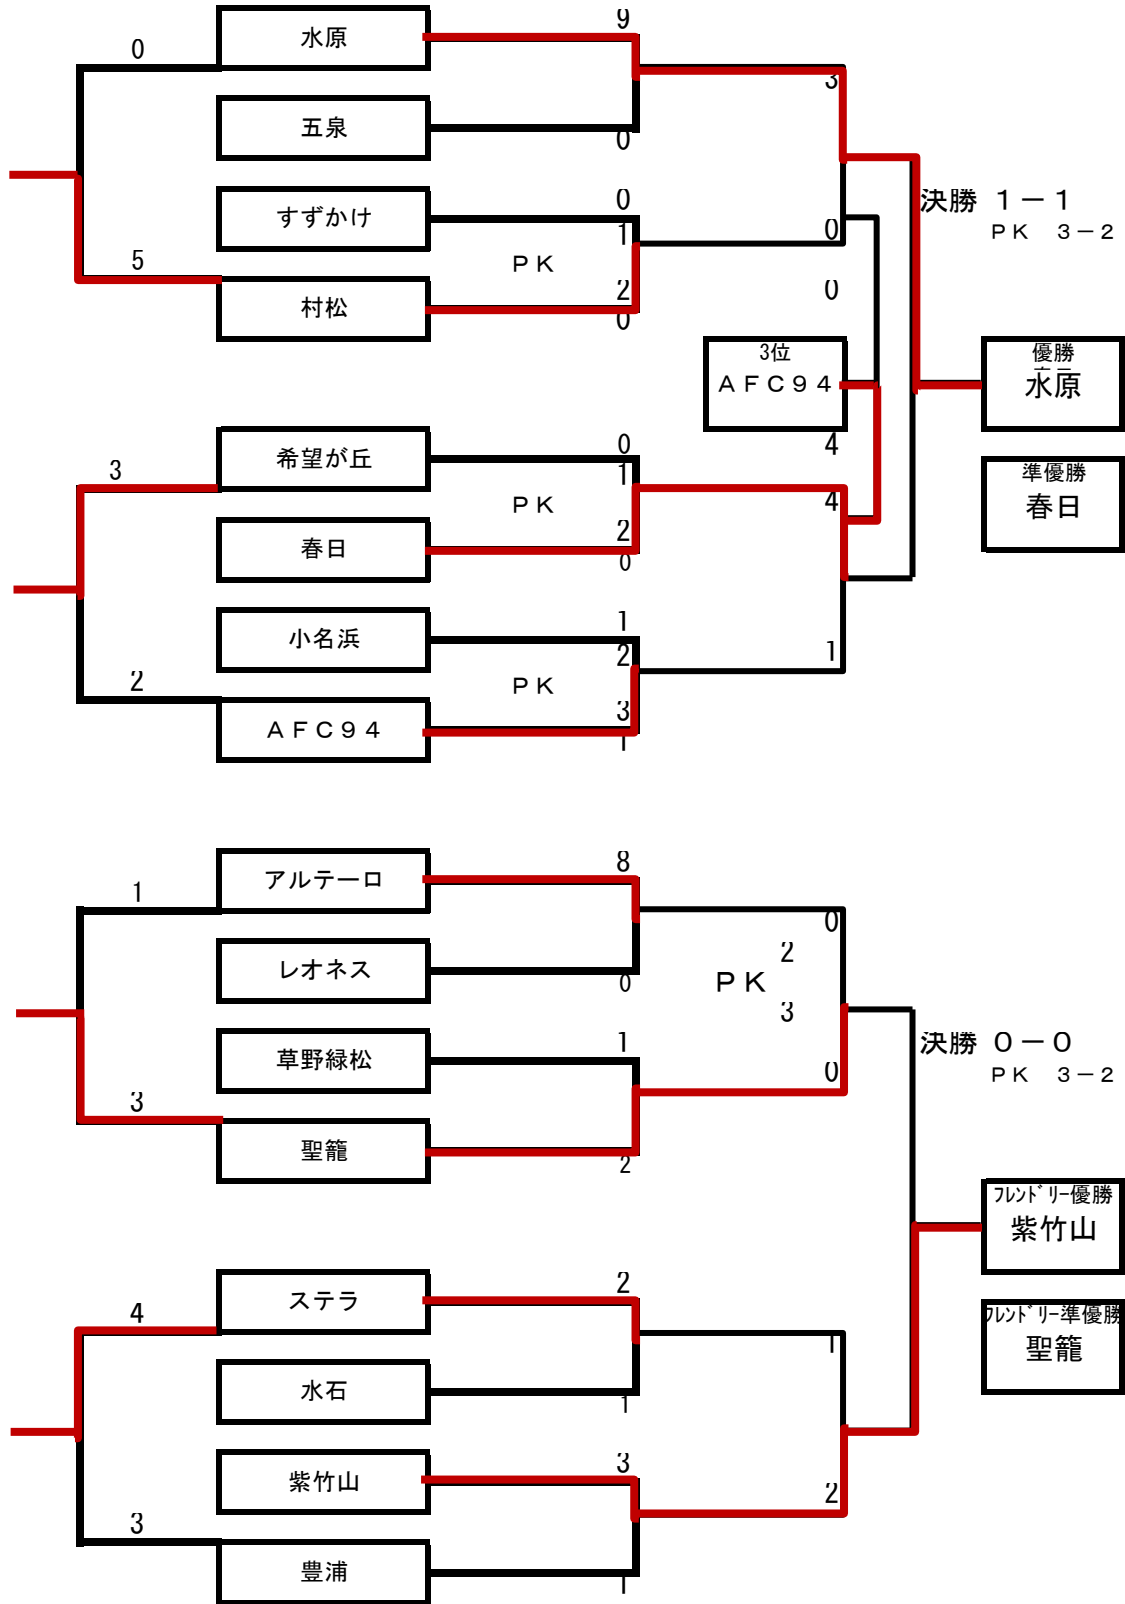 9
水原
0
3
五泉
0
すずかけ
0
決勝 １－１
1
0
ＰＫ ３－２
5
ＰＫ
村松
2
0
0
3位
優勝
ＡＦＣ９４
水原
希望が丘
0
4
3
1
準優勝
ＰＫ
4
春日
春日
2
0
小名浜
1
2
1
2
ＰＫ
ＡＦＣ９４
3
1
アルテーロ
8
1
0
レオネス
2
0
ＰＫ
3
草野緑松
1
決勝 ０－０
0
ＰＫ ３－２
3
聖籠
2
ﾌﾚﾝﾄﾞﾘｰ優勝
紫竹山
ステラ
2
4
ﾌﾚﾝﾄﾞﾘｰ準優勝
1
聖籠
水石
1
紫竹山
3
2
3
豊浦
1